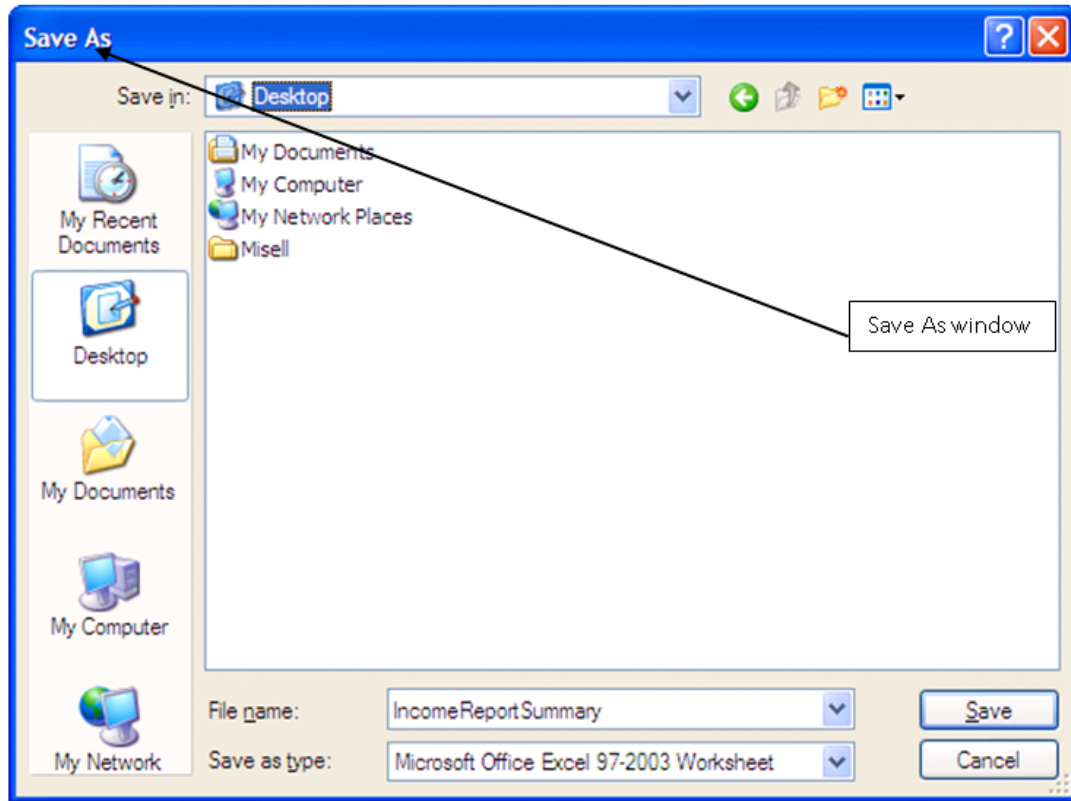 Save As
Save in:
Desktop
My Recent
Documents
Desktop
My Documents
My Computer
My Network
My Documents
My Computer
My Network Places
Misell
Save As window
File name:
IncomeReportSummary
Save
Save as type:
Microsoft Office Excel 97-2003 Worksheet
Cancel